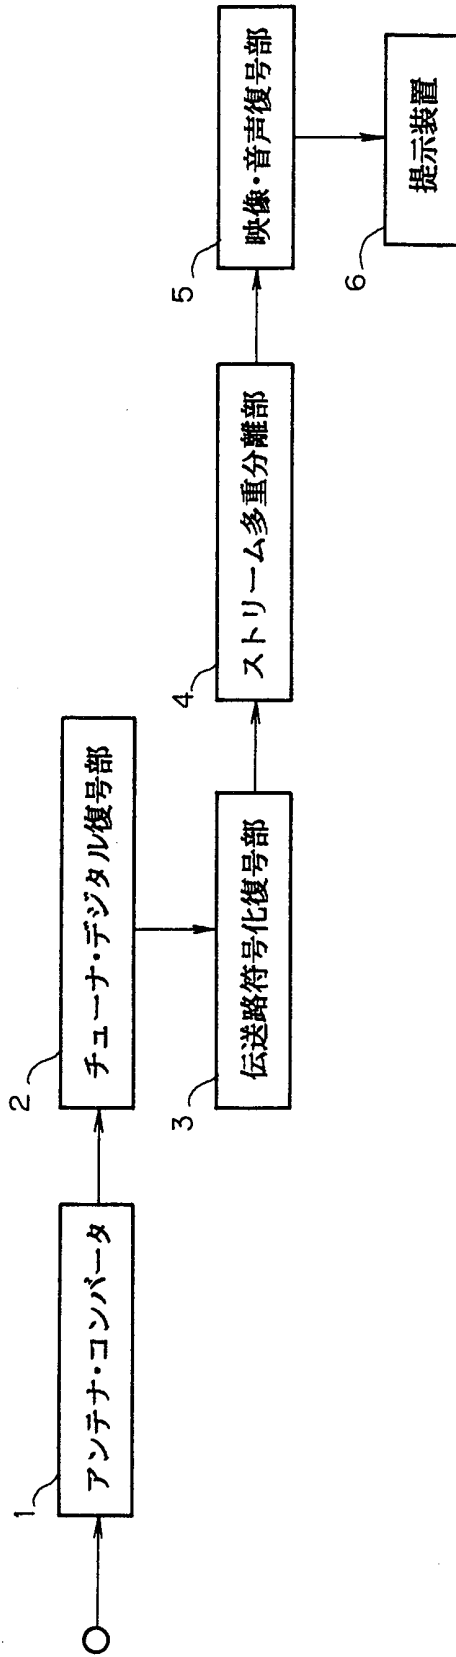 1
アンテナ・コンバータ
2
チューナ・デジタル復号部
3
伝送路符号化復号部
4
ストリーム多重分離部
5
映像・音声復号部
6
提示装置